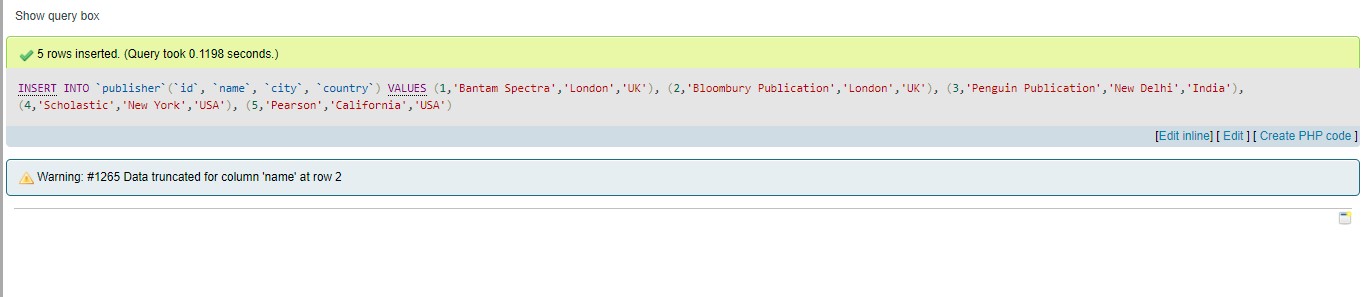 Show query box
5 rows inserted. (Query took 0.1198 seconds.)
INSERT INTO `publisher`(`id`, `name`, `city`, `country`) VALUES (1,'Bantam Spectra','London','UK'), (2,'Bloombury Publication','London','UK'), (3,'Penguin Publication','New Delhi','India'),
(4,'Scholastic','New York','USA'), (5,'Pearson','California','USA')
[Edit inline] [ Edit ] [ Create PHP code ]
Warning: #1265 Data truncated for column 'name' at row 2